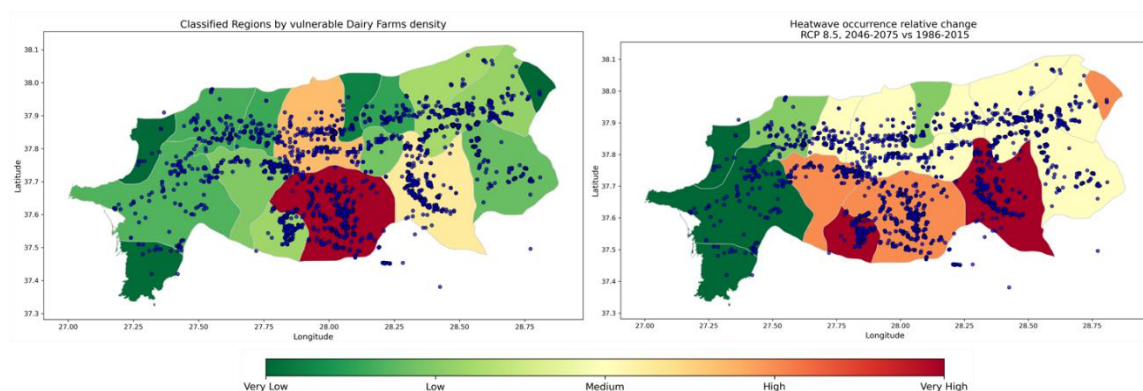 Classified Regions by vulnerable Dairy Farms density
Latitude
38.1
38.0
37.9
37.8
37.7
37.6
37.5
37.4
37.3
27.00 27.25 27.50 27.75 28.00 28.25 28.50 28.75
Longitude
Heatwave occurrence relative change
RCP 8.5, 2046-2075 vs 1986-2015
Latitude
38.1
38.0
37.9
37.8
37.7
37.6
37.5
37.4
37.3
27.00 27.25 27.50 27.75 28.00 28.25 28.50 28.75
Longitude
Very Low Low Medium High Very High